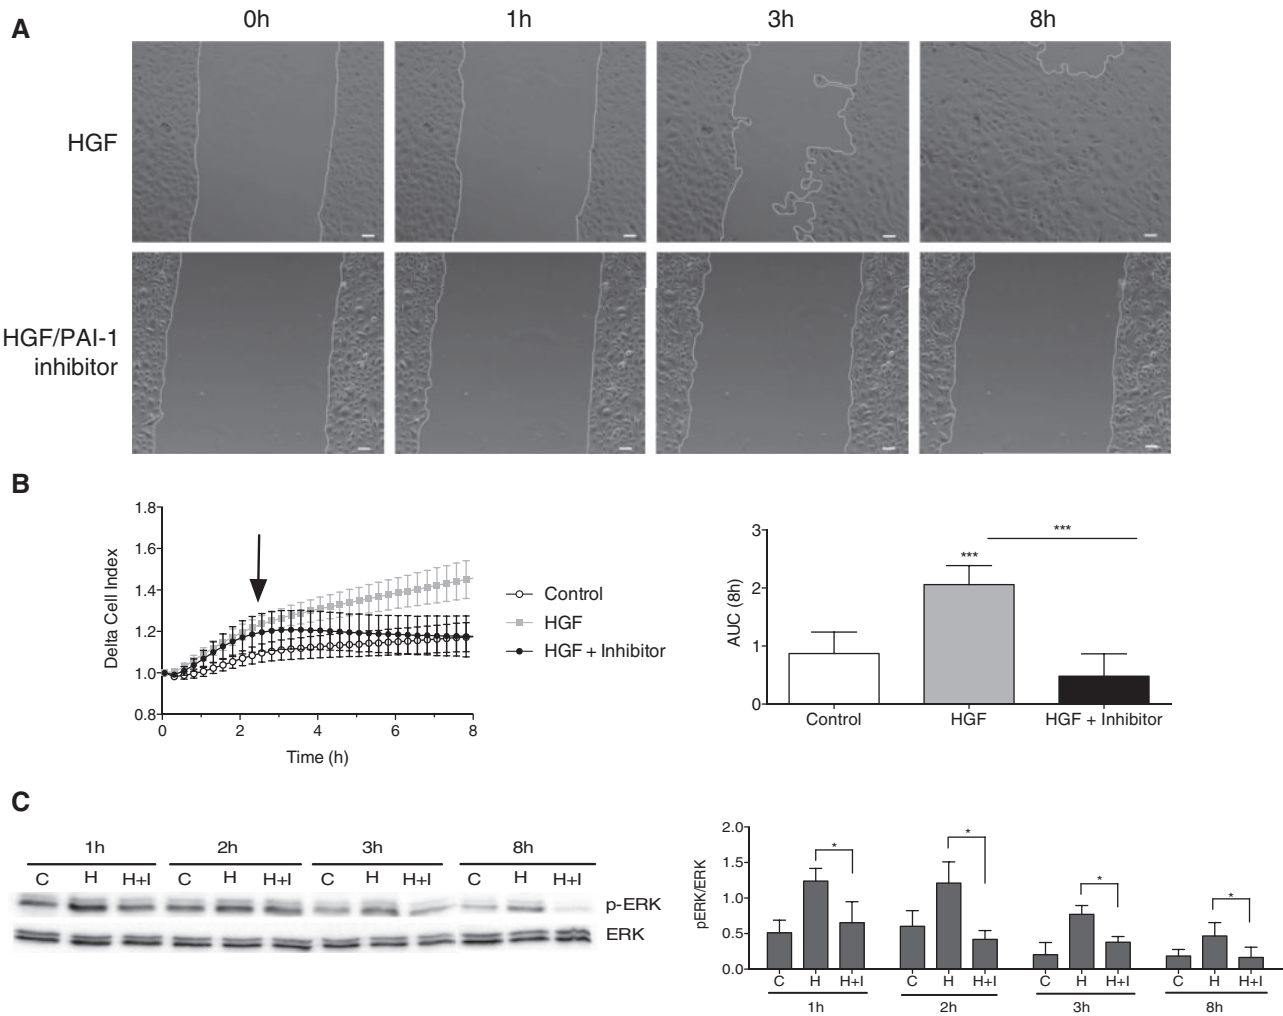 A
0h 1h 3h 8h
HGF
HGF/PAI-1
inhibitor
B
1.8
1.6
1.4
1.2
1.0
0.8
Delta Cell Index
0 2 4 6 8
Time (h)
Control
HGF
HGF + Inhibitor
3
2
1
0
AUC (8h)
***
***
Control HGF HGF + Inhibitor
C
1h 2h 3h 8h
C H H+I C H H+I C H H+I C H H+I
p-ERK
ERK
2.0
1.5
1.0
0.5
0.0
pERK/ERK
* * * *
C H H+I C H H+I C H H+I C H H+I
1h 2h 3h 8h